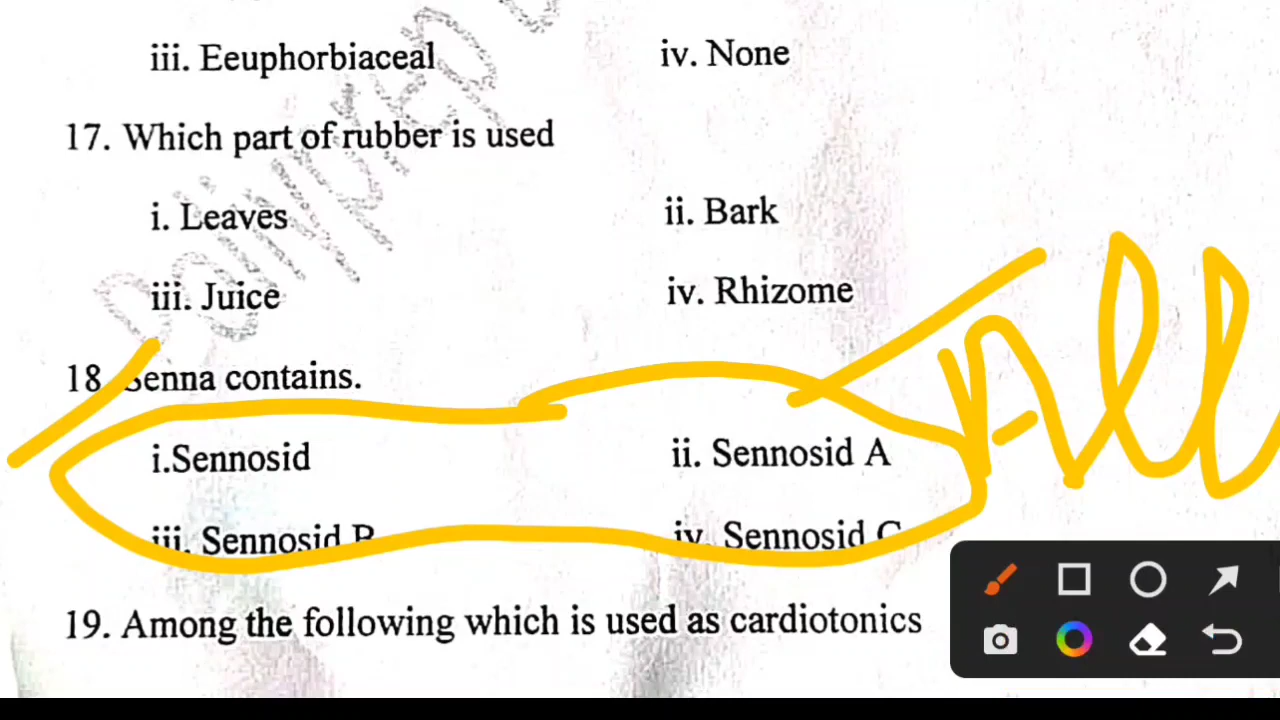 iii. Eeuphorbiaceal
iv. None
17. Which part of rubber is used
i. Leaves
ii. Bark
iii. Juice
iv. Rhizome
18. Senna contains.
i.Sennosid
ii. Sennosid A
iii. Sennosid B
iv. Sennosid C
All
19. Among the following which is used as cardiotonics